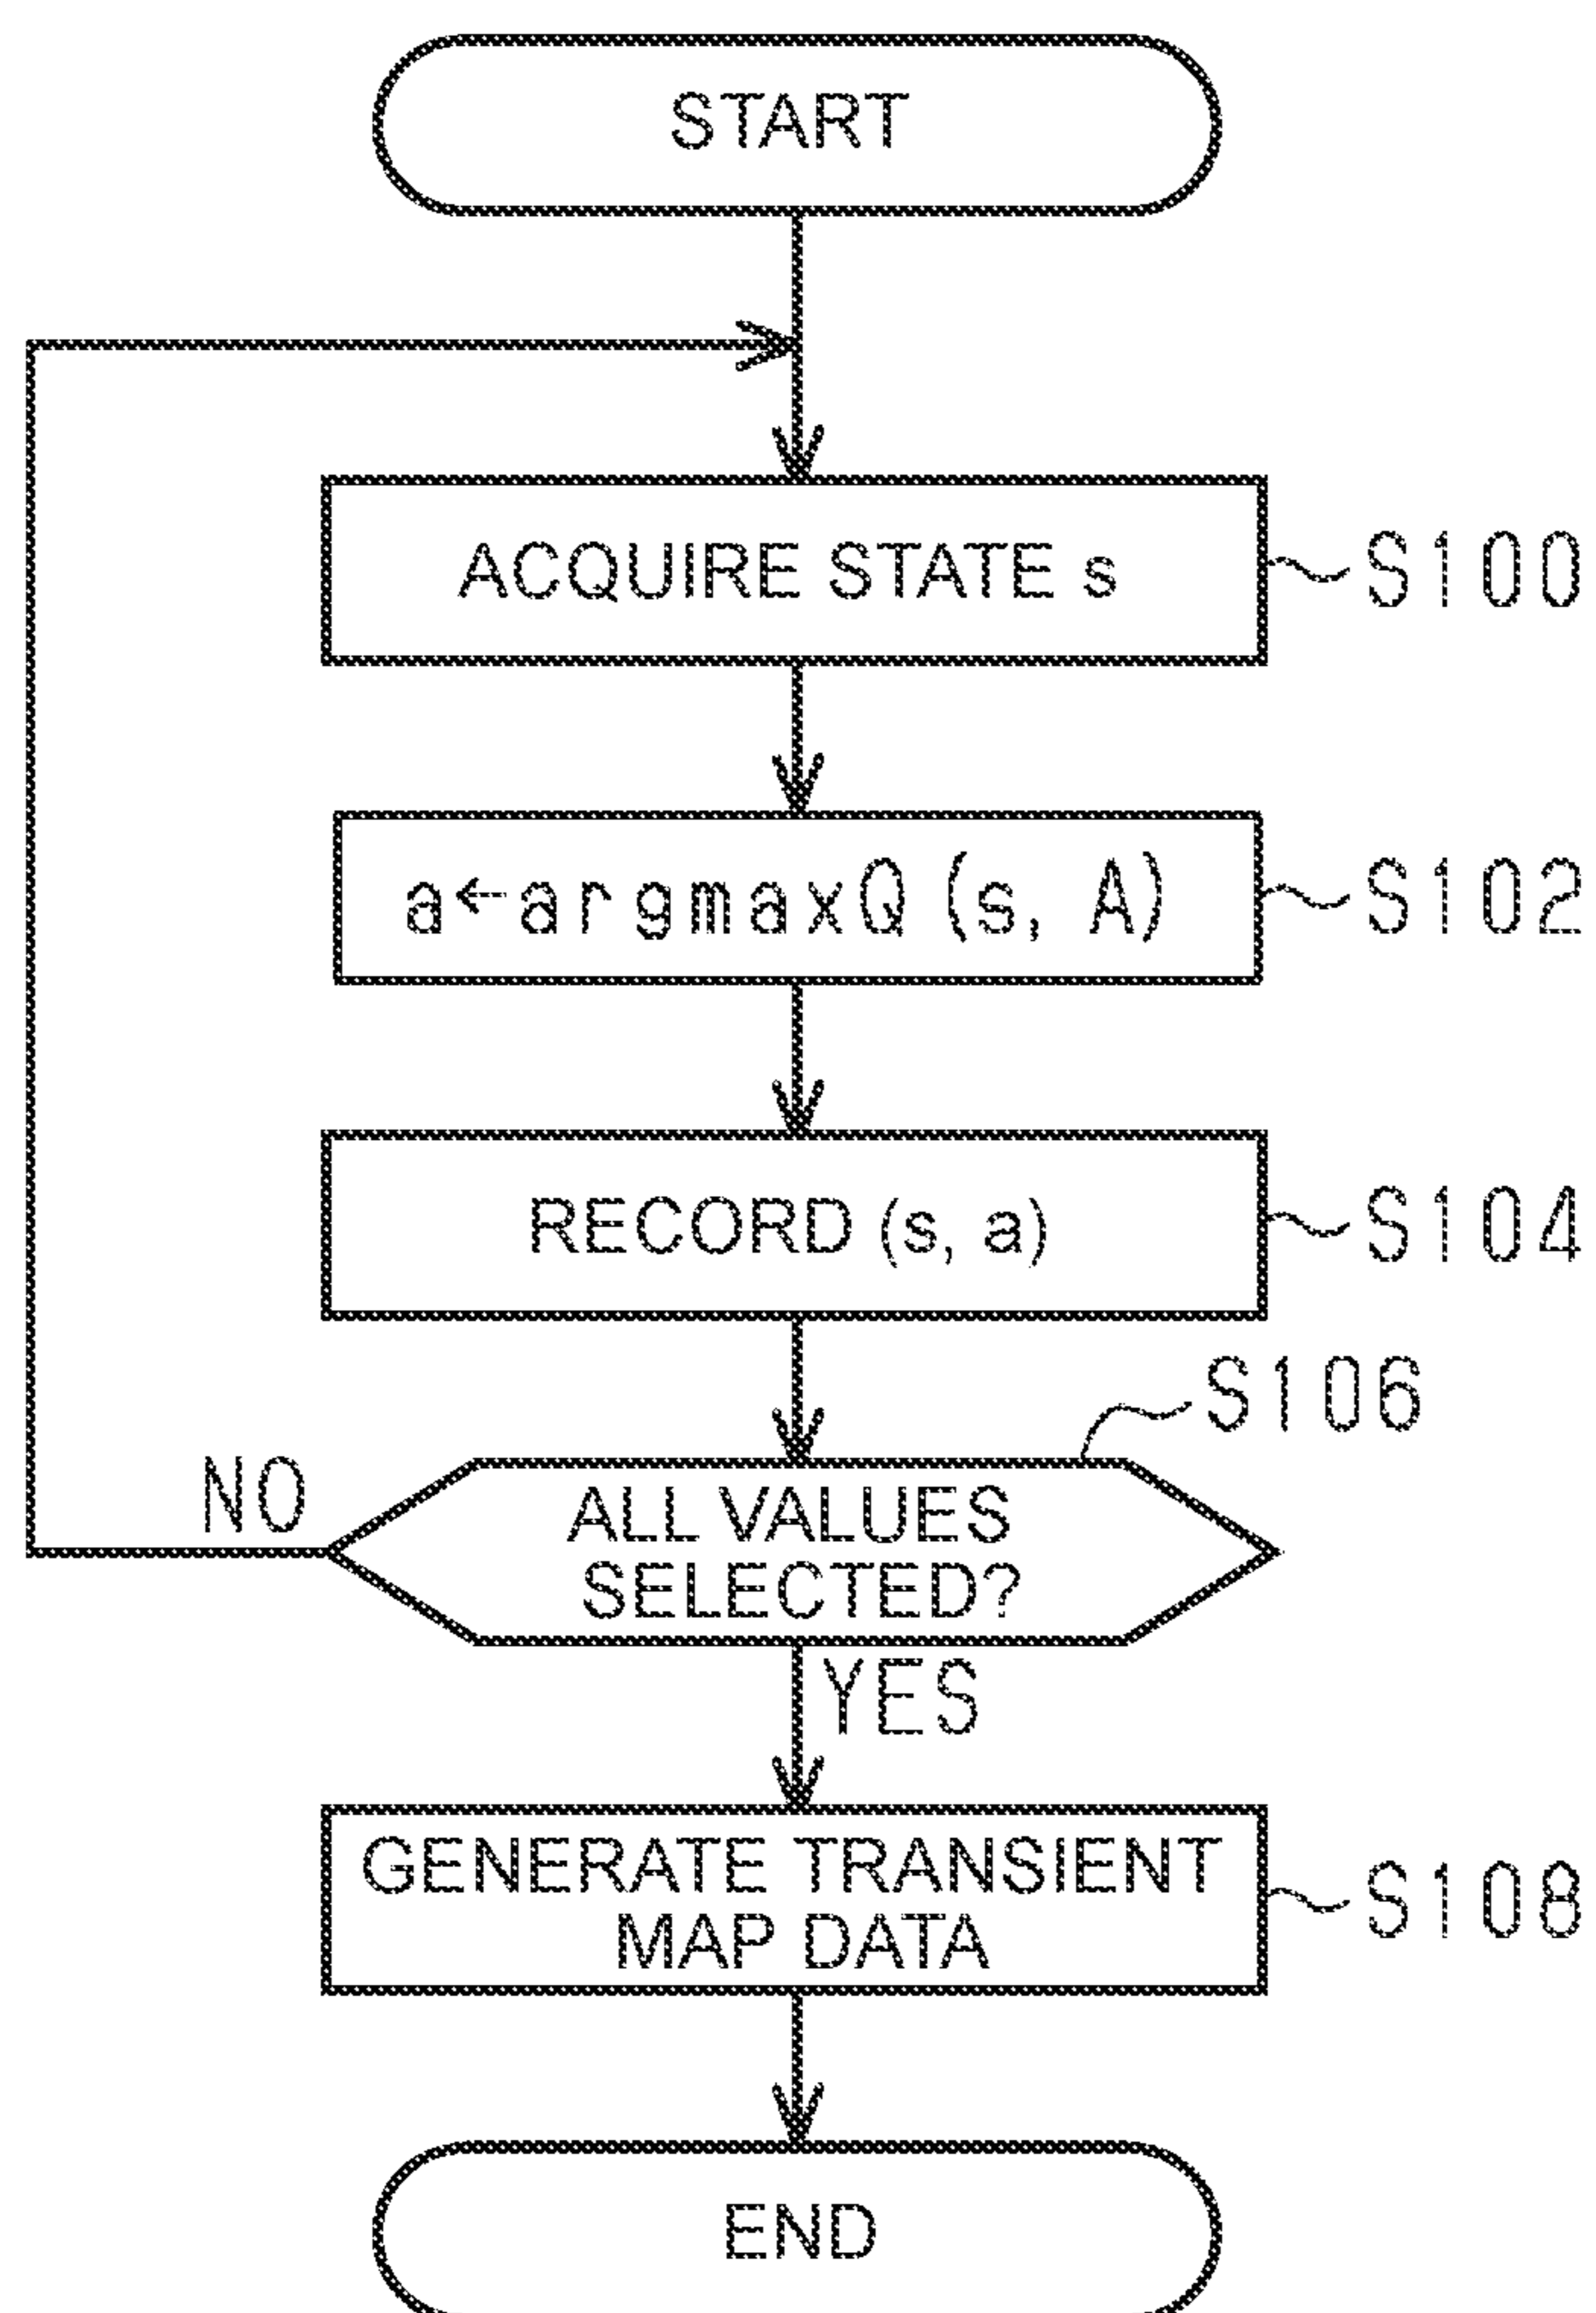 START
ACQUIRE STATE s
S100
a←argmaxQ (s, A)
S102
RECORD (s, a)
S104
S106
NO
ALL VALUES
SELECTED?
YES
GENERATE TRANSIENT
MAP DATA
S108
END